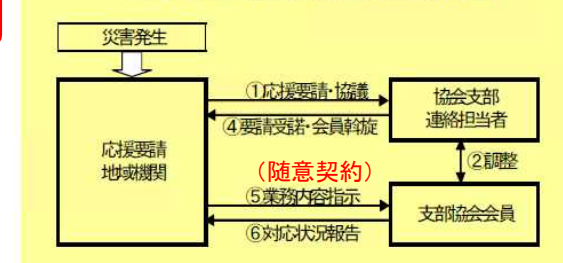 災害発生
①応援要請・協議
④要請受諾・会員斡旋
協会支部
連絡担当者
応援要請
地域機関
②調整
（随意契約）
⑤業務内容指示
⑥対応状況報告
支部協会会員